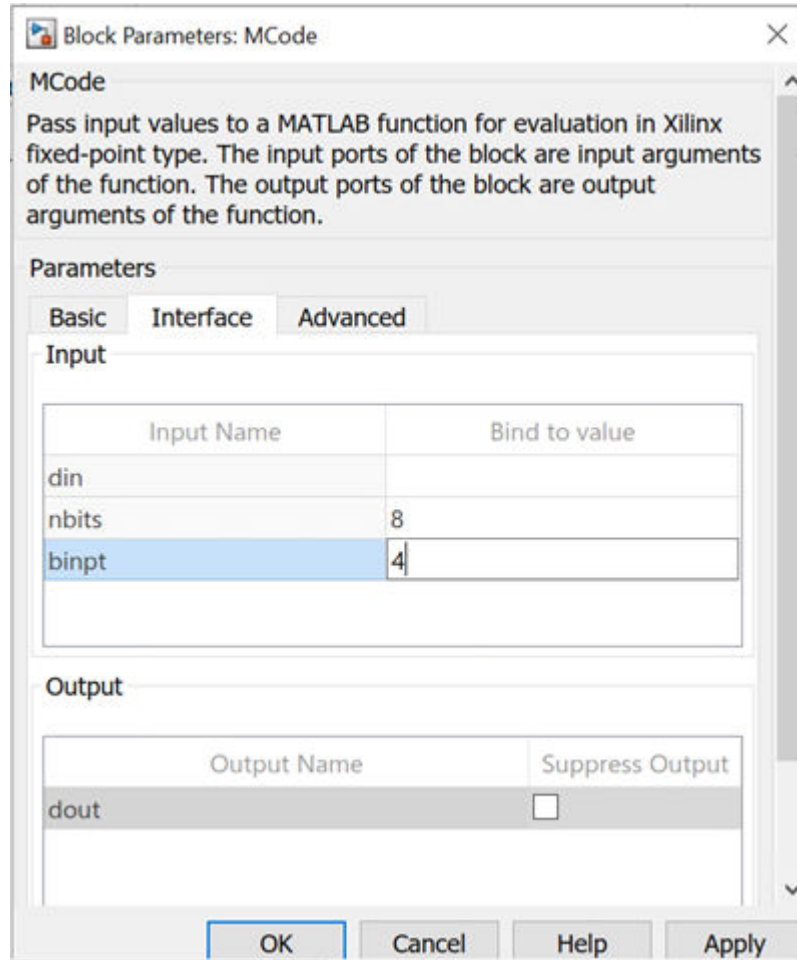 Block Parameters: MCode
MCode
Pass input values to a MATLAB function for evaluation in Xilinx
fixed-point type. The input ports of the block are input arguments
of the function. The output ports of the block are output
arguments of the function.
Parameters
Basic Interface Advanced
Input
Input Name Bind to value
din
nbits 8
binpt 4
Output
Output Name Suppress Output
dout
OK Cancel Help Apply